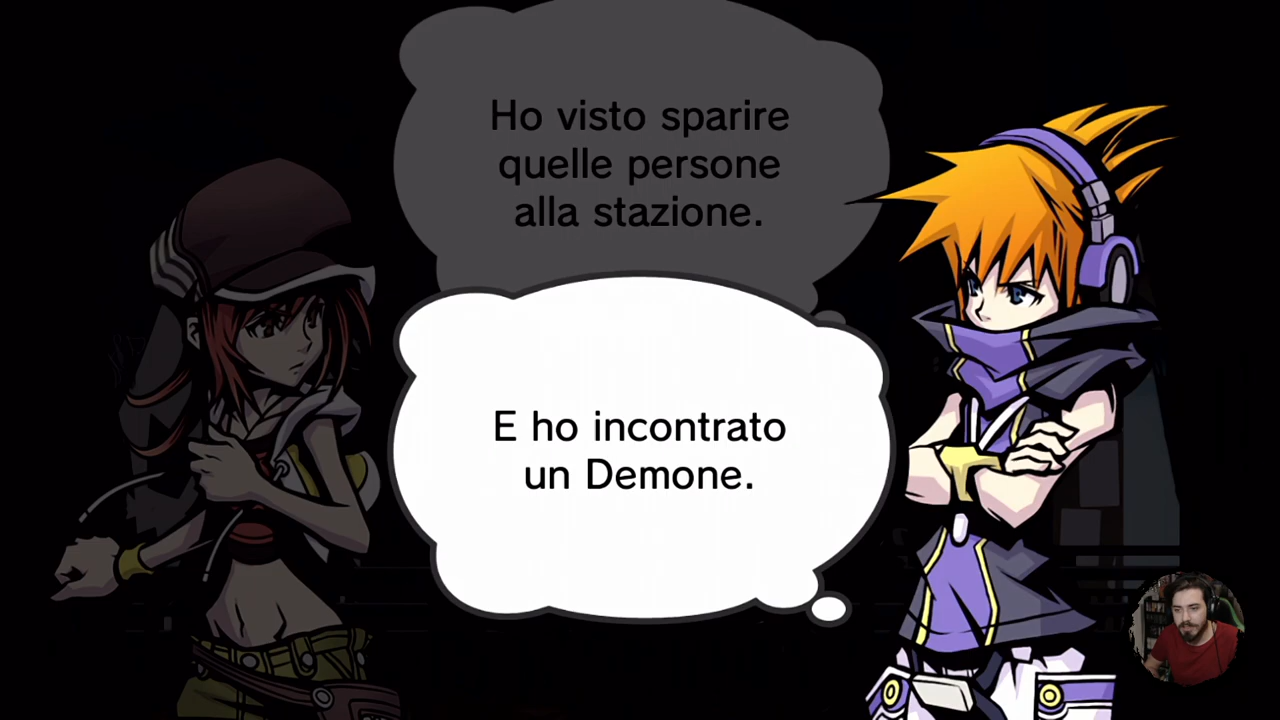 Ho visto sparire
quelle persone
alla stazione.
E ho incontrato
un Demone.